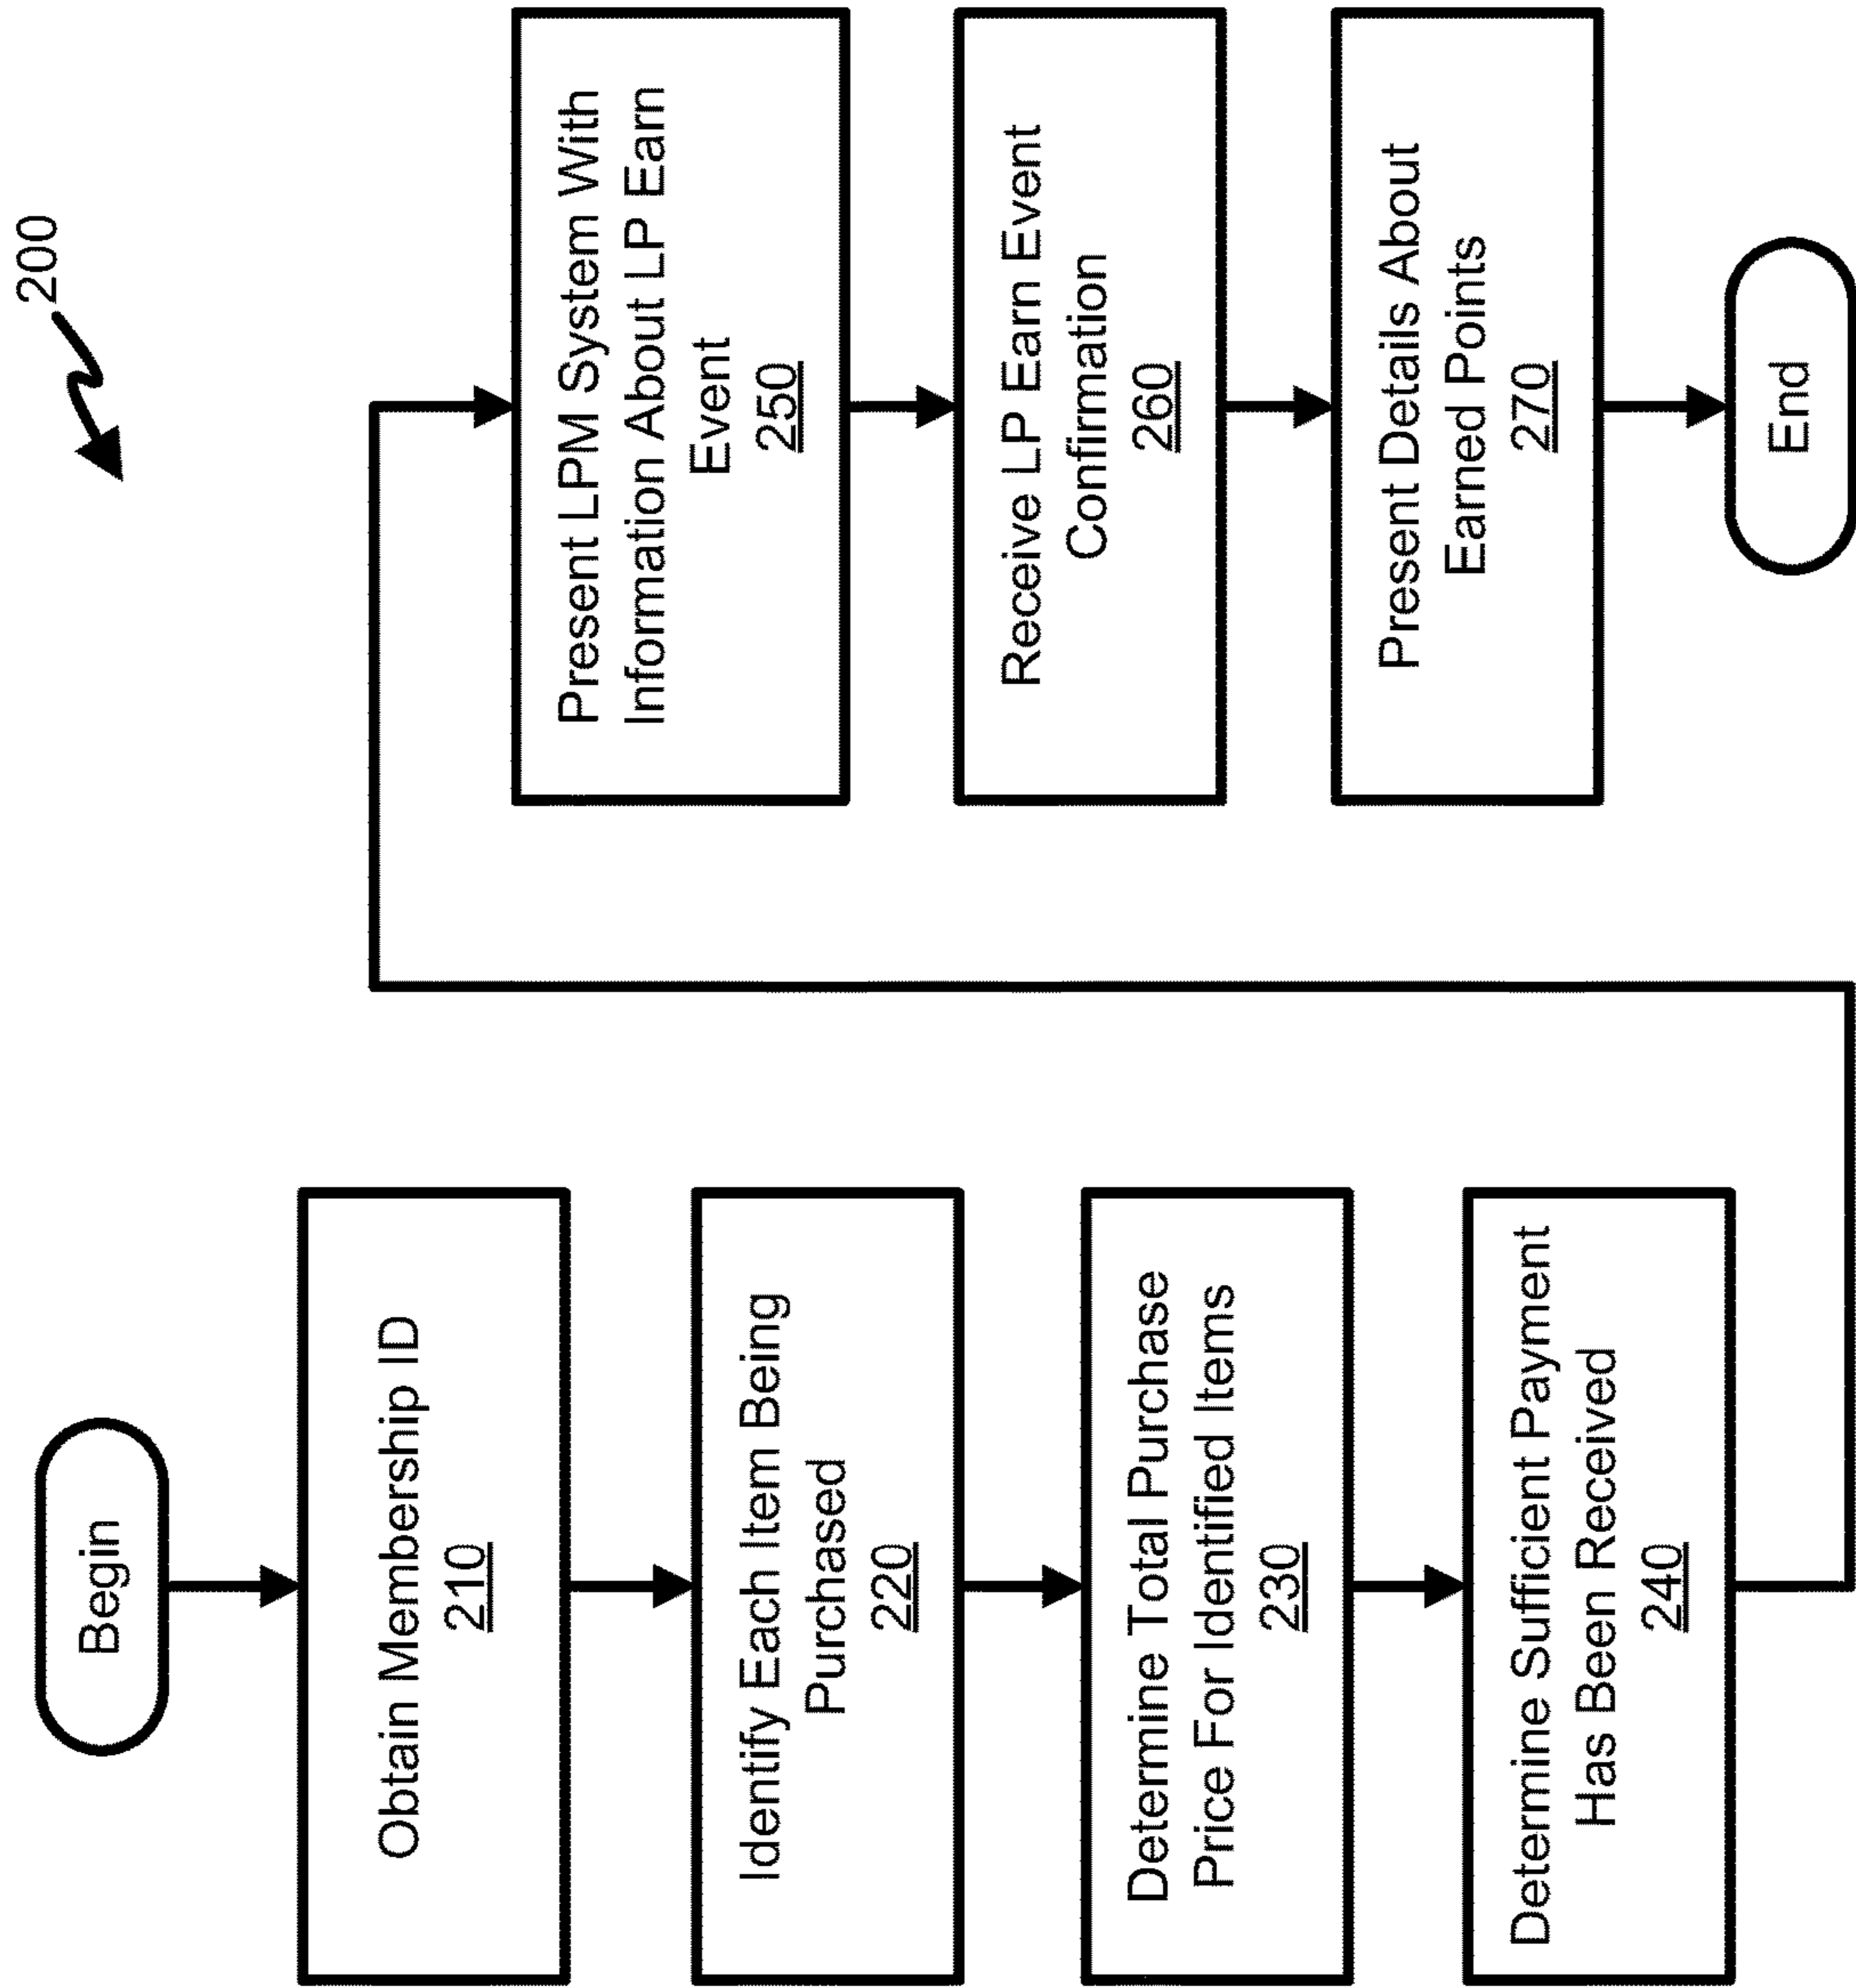 200
Begin
Obtain Membership ID
210
Identify Each Item Being
Purchased
220
Determine Total Purchase
Price For Identified Items
230
Determine Sufficient Payment
Has Been Received
240
Present LPM System With
Information About LP Earn
Event
250
Receive LP Earn Event
Confirmation
260
Present Details About
Earned Points
270
End